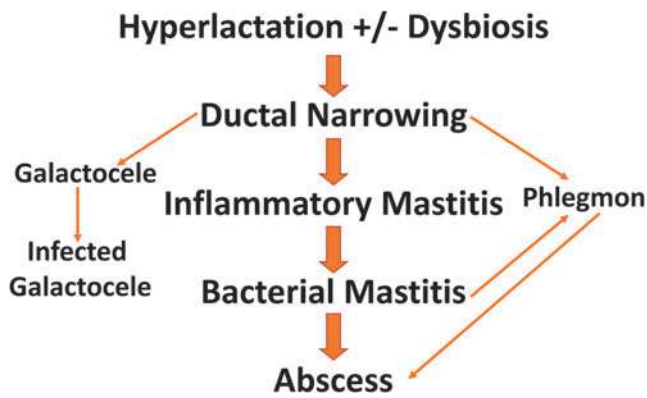 Hyperlactation +/- Dysbiosis
Ductal Narrowing
Galactocele
Inflammatory Mastitis
Phlegmon
Infected
Galactocele
Bacterial Mastitis
Abscess